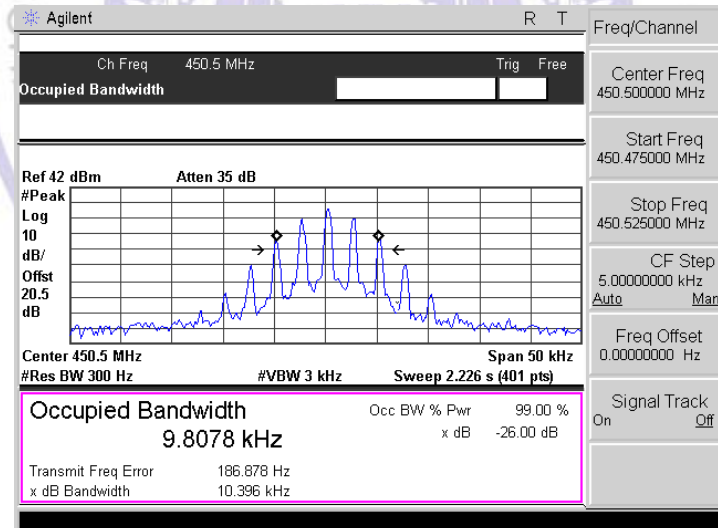 Agilent R T
Ch Freq 450.5 MHz Trig Free
Occupied Bandwidth
Ref 42 dBm Atten 35 dB
#Peak
Log
10
dB/
Offst
20.5
dB
Center 450.5 MHz Span 50 kHz
#Res BW 300 Hz #VBW 3 kHz Sweep 2.226 s (401 pts)
Occupied Bandwidth Occ BW % Pwr 99.00 %
9.8078 kHz x dB -26.00 dB
Transmit Freq Error 186.878 Hz
x dB Bandwidth 10.396 kHz
Freq/Channel
Center Freq
450.500000 MHz
Start Freq
450.475000 MHz
Stop Freq
450.525000 MHz
CF Step
5.00000000 kHz
Auto Man
Freq Offset
0.00000000 Hz
Signal Track
On Off